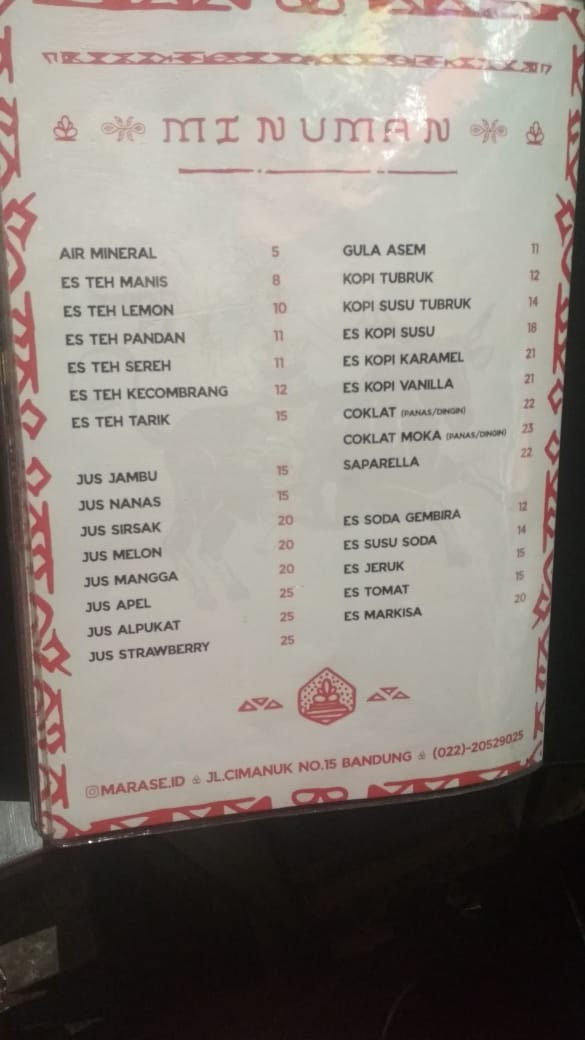 MINUMAN
AIR MINERAL 5
ES TEH MANIS 8
ES TEH LEMON 10
ES TEH PANDAN 11
ES TEH SEREH 11
ES TEH KECOMBRANG 12
ES TEH TARIK 15
JUS JAMBU 15
JUS NANAS 15
JUS SIRSAK 20
JUS MELON 20
JUS MANGGA 20
JUS APEL 25
JUS ALPUKAT 25
JUS STRAWBERRY 25
GULA ASEM 11
KOPI TUBRUK 12
KOPI SUSU TUBRUK 14
ES KOPI SUSU 18
ES KOPI KARAMEL 21
ES KOPI VANILLA 21
COKLAT (PANAS/DINGIN) 22
COKLAT MOKA (PANAS/DINGIN) 23
SAPARELLA 22
ES SODA GEMBIRA 12
ES SUSU SODA 14
ES JERUK 15
ES TOMAT 15
ES MARKISA 20
MARASE.ID JL.CIMANUK NO.15 BANDUNG (022)-20529025